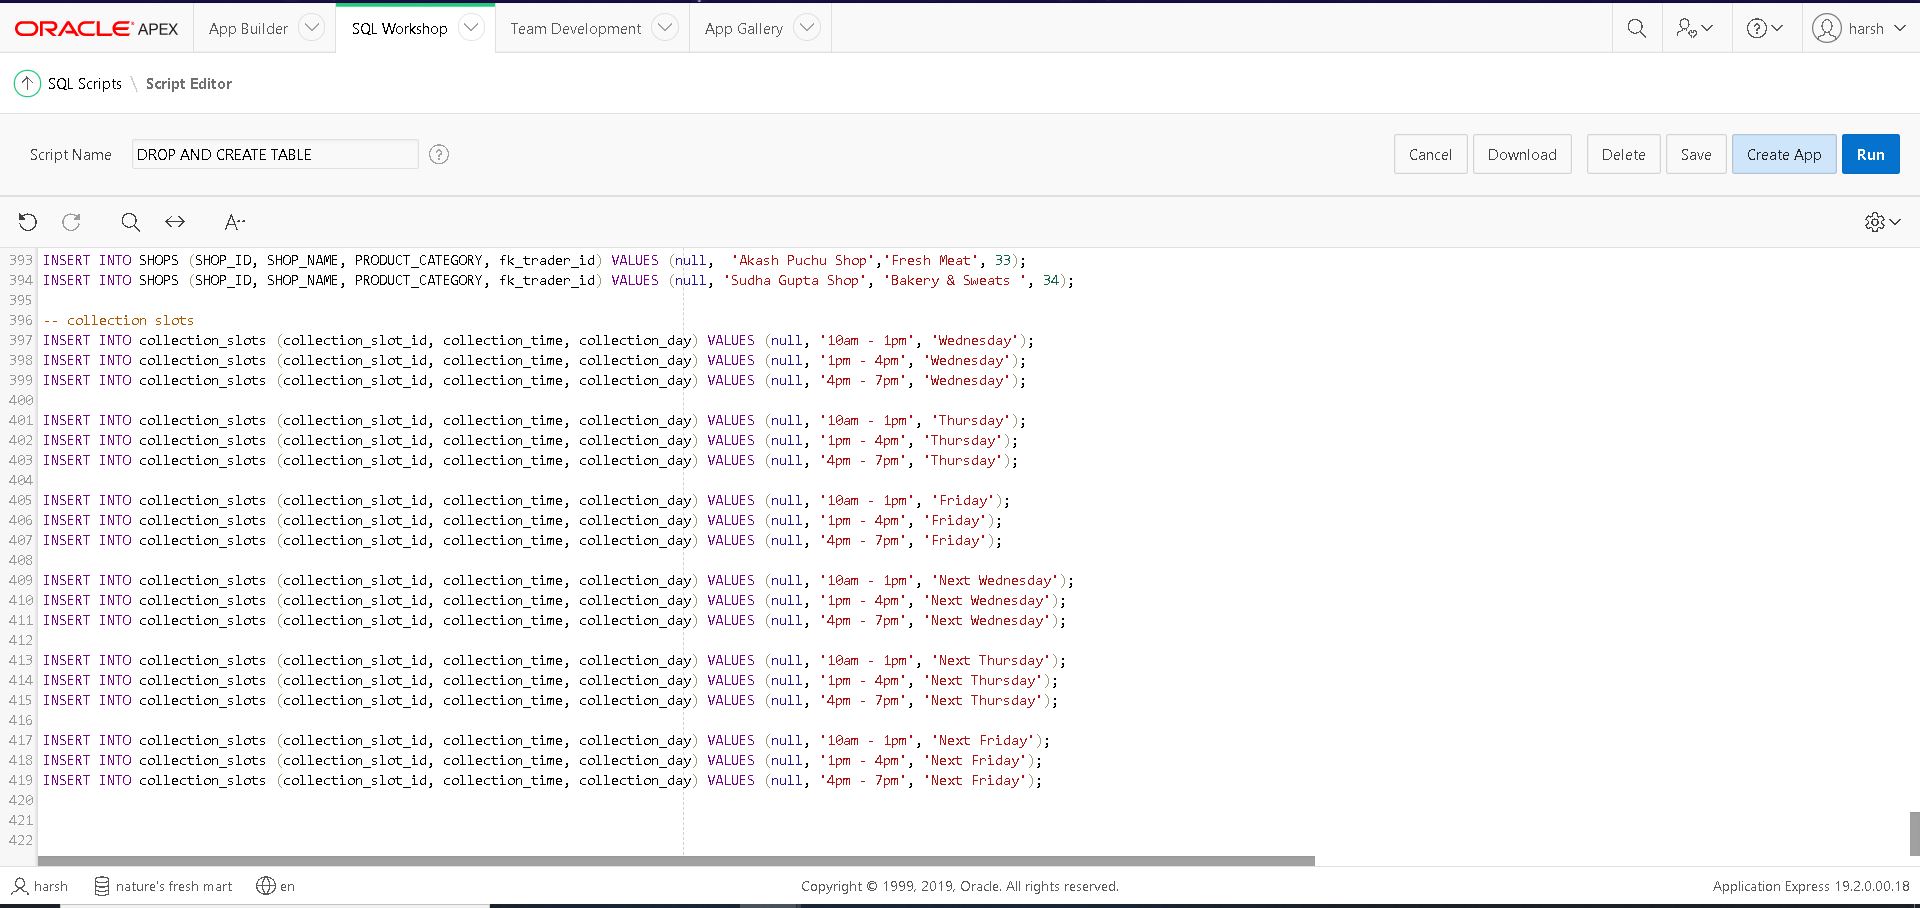 ORACLE APEX App Builder SQL Workshop Team Development App Gallery harsh
SQL Scripts \ Script Editor
Script Name DROP AND CREATE TABLE Cancel Download Delete Save Create App Run
393 INSERT INTO SHOPS (SHOP_ID, SHOP_NAME, PRODUCT_CATEGORY, fk_trader_id) VALUES (null,  'Akash Puchu Shop','Fresh Meat', 33);
394 INSERT INTO SHOPS (SHOP_ID, SHOP_NAME, PRODUCT_CATEGORY, fk_trader_id) VALUES (null, 'Sudha Gupta Shop', 'Bakery & Sweats ', 34);
395
396 -- collection slots
397 INSERT INTO collection_slots (collection_slot_id, collection_time, collection_day) VALUES (null, '10am - 1pm', 'Wednesday');
398 INSERT INTO collection_slots (collection_slot_id, collection_time, collection_day) VALUES (null, '1pm - 4pm', 'Wednesday');
399 INSERT INTO collection_slots (collection_slot_id, collection_time, collection_day) VALUES (null, '4pm - 7pm', 'Wednesday');
400
401 INSERT INTO collection_slots (collection_slot_id, collection_time, collection_day) VALUES (null, '10am - 1pm', 'Thursday');
402 INSERT INTO collection_slots (collection_slot_id, collection_time, collection_day) VALUES (null, '1pm - 4pm', 'Thursday');
403 INSERT INTO collection_slots (collection_slot_id, collection_time, collection_day) VALUES (null, '4pm - 7pm', 'Thursday');
404
405 INSERT INTO collection_slots (collection_slot_id, collection_time, collection_day) VALUES (null, '10am - 1pm', 'Friday');
406 INSERT INTO collection_slots (collection_slot_id, collection_time, collection_day) VALUES (null, '1pm - 4pm', 'Friday');
407 INSERT INTO collection_slots (collection_slot_id, collection_time, collection_day) VALUES (null, '4pm - 7pm', 'Friday');
408
409 INSERT INTO collection_slots (collection_slot_id, collection_time, collection_day) VALUES (null, '10am - 1pm', 'Next Wednesday');
410 INSERT INTO collection_slots (collection_slot_id, collection_time, collection_day) VALUES (null, '1pm - 4pm', 'Next Wednesday');
411 INSERT INTO collection_slots (collection_slot_id, collection_time, collection_day) VALUES (null, '4pm - 7pm', 'Next Wednesday');
412
413 INSERT INTO collection_slots (collection_slot_id, collection_time, collection_day) VALUES (null, '10am - 1pm', 'Next Thursday');
414 INSERT INTO collection_slots (collection_slot_id, collection_time, collection_day) VALUES (null, '1pm - 4pm', 'Next Thursday');
415 INSERT INTO collection_slots (collection_slot_id, collection_time, collection_day) VALUES (null, '4pm - 7pm', 'Next Thursday');
416
417 INSERT INTO collection_slots (collection_slot_id, collection_time, collection_day) VALUES (null, '10am - 1pm', 'Next Friday');
418 INSERT INTO collection_slots (collection_slot_id, collection_time, collection_day) VALUES (null, '1pm - 4pm', 'Next Friday');
419 INSERT INTO collection_slots (collection_slot_id, collection_time, collection_day) VALUES (null, '4pm - 7pm', 'Next Friday');
420
421
422
harsh nature's fresh mart en Copyright © 1999, 2019, Oracle. All rights reserved. Application Express 19.2.0.00.18